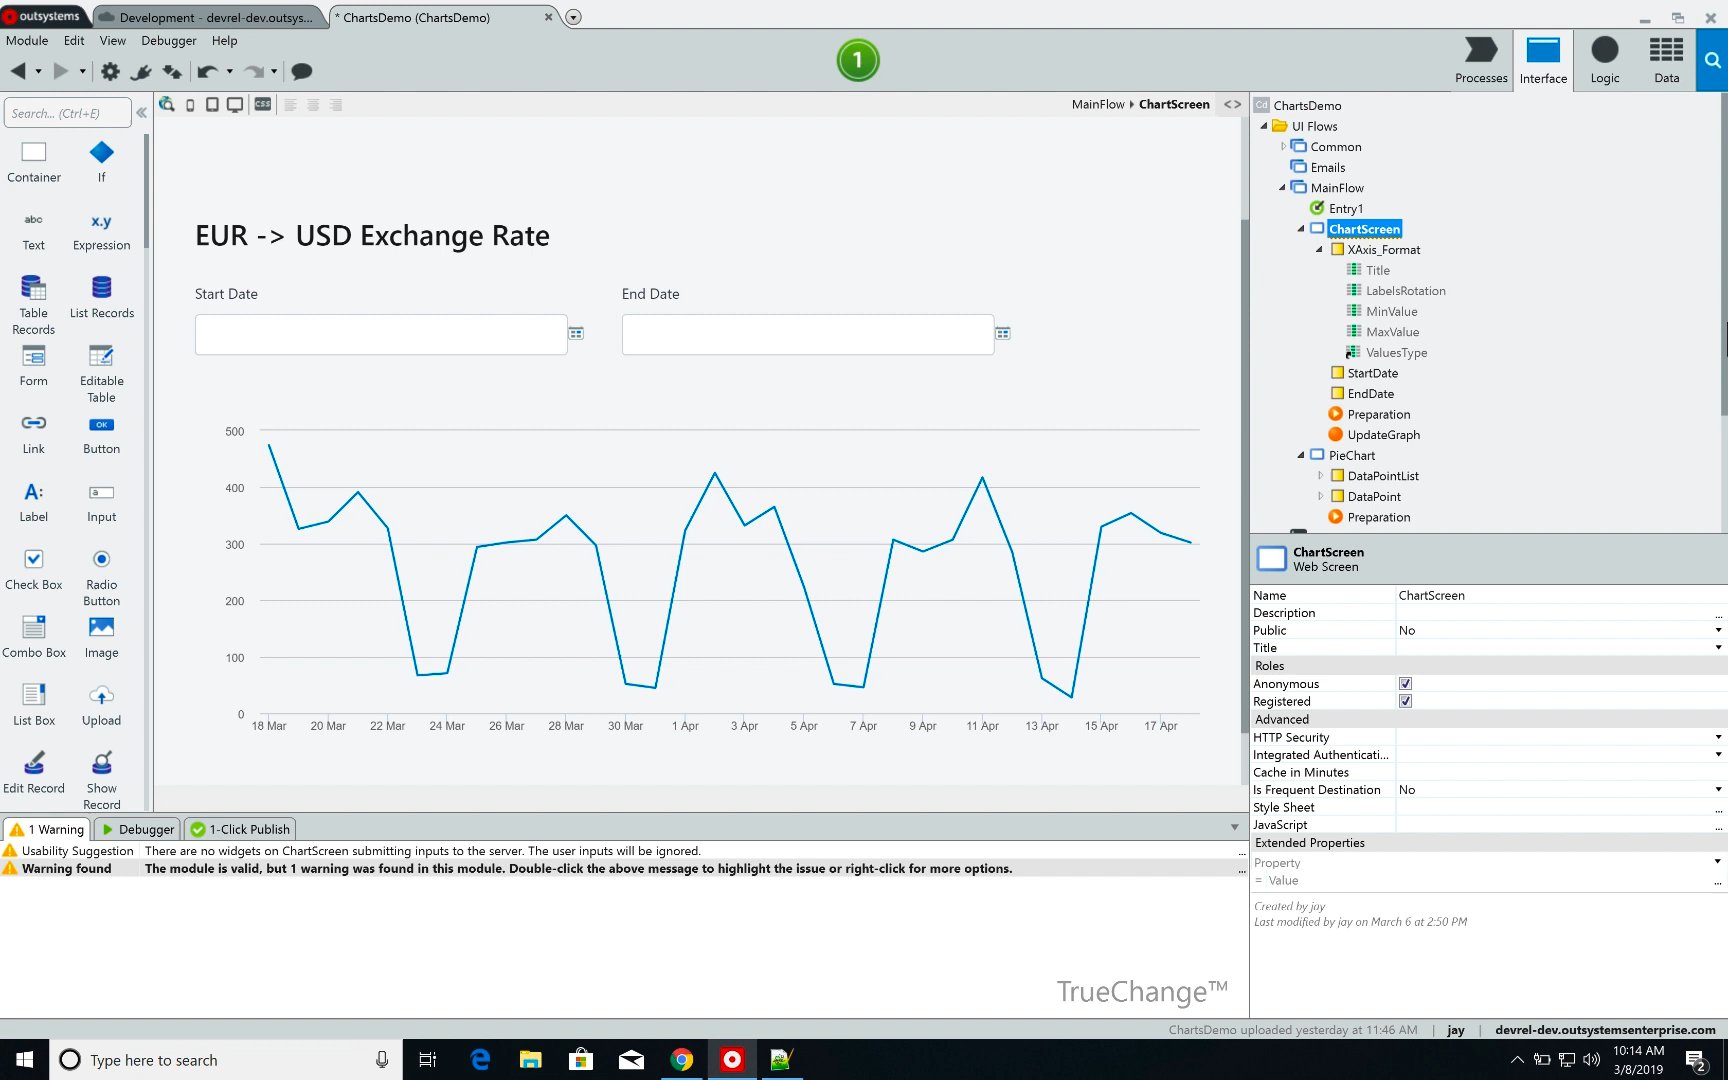 outsystems
Development - devrel-dev.outsyste...
* ChartsDemo (ChartsDemo)
Module Edit View Debugger Help
1
Processes Interface Logic Data
Search... (Ctrl+E)
CSS
MainFlow ChartScreen <>
Container If
abc x.y
Text Expression
Table Records List Records
Form Editable Table
OK
Link Button
A: a
Label Input
Check Box Radio Button
Combo Box Image
List Box Upload
Edit Record Show Record
EUR -> USD Exchange Rate
Start Date End Date
500
400
300
200
100
0
18 Mar 20 Mar 22 Mar 24 Mar 26 Mar 28 Mar 30 Mar 1 Apr 3 Apr 5 Apr 7 Apr 9 Apr 11 Apr 13 Apr 15 Apr 17 Apr
Cd ChartsDemo
UI Flows
Common
Emails
MainFlow
Entry1
ChartScreen
XAxis_Format
Title
LabelsRotation
MinValue
MaxValue
ValuesType
StartDate
EndDate
Preparation
UpdateGraph
PieChart
DataPointList
DataPoint
Preparation
ChartScreen
Web Screen
Name ChartScreen
Description ...
Public No
Title
Roles
Anonymous
Registered
Advanced
HTTP Security
Integrated Authenticati...
Cache in Minutes
Is Frequent Destination No
Style Sheet ...
JavaScript ...
Extended Properties
Property
= Value ...
Created by jay
Last modified by jay on March 6 at 2:50 PM
1 Warning Debugger 1-Click Publish
Usability Suggestion There are no widgets on ChartScreen submitting inputs to the server. The user inputs will be ignored. ...
Warning found The module is valid, but 1 warning was found in this module. Double-click the above message to highlight the issue or right-click for more options. ...
TrueChange™
ChartsDemo uploaded yesterday at 11:46 AM | jay | devrel-dev.outsystemsenterprise.com
Type here to search
10:14 AM
3/8/2019
2